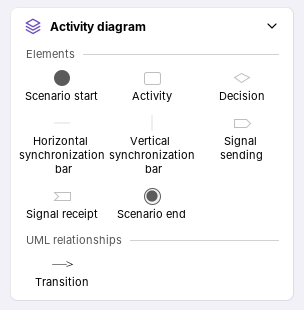 Activity diagram
Elements
Scenario start
Activity
Decision
Horizontal
synchronization
bar
Vertical
synchronization
bar
Signal
sending
Signal receipt
Scenario end
UML relationships
Transition